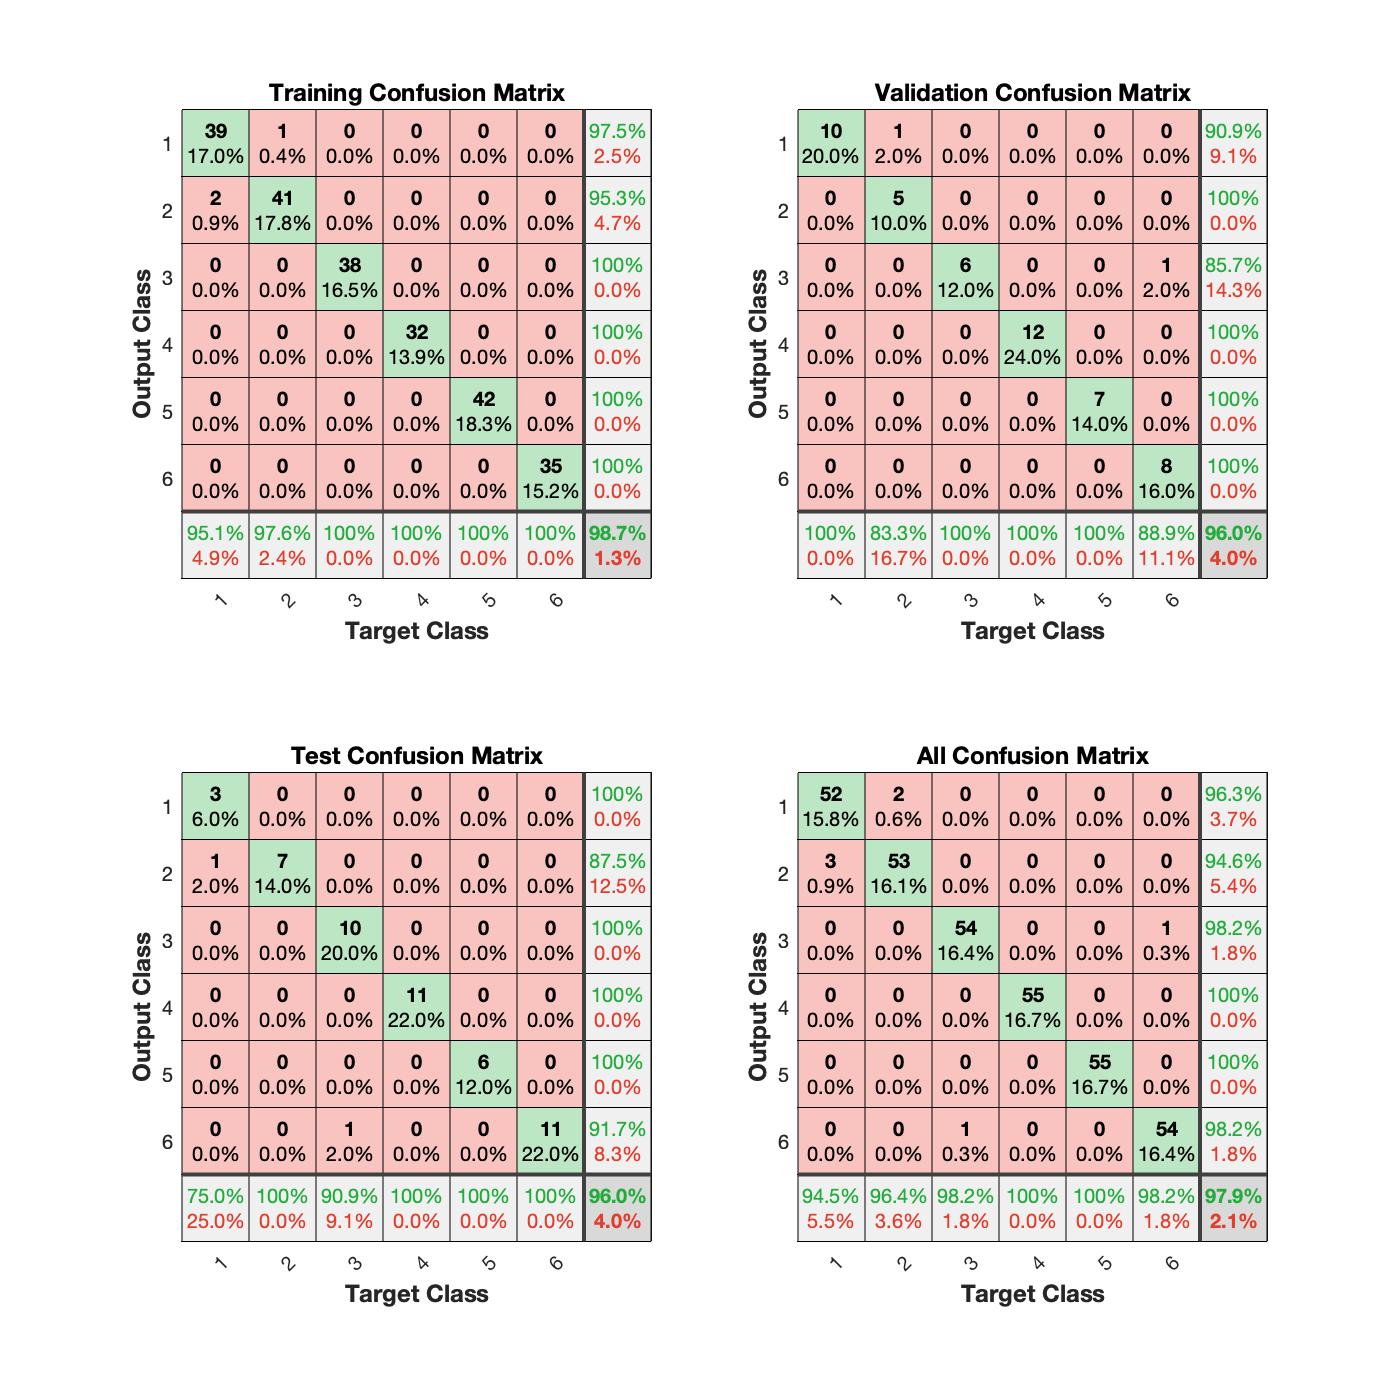 Training Confusion Matrix
1 39 1 0 0 0 0 97.5%
17.0% 0.4% 0.0% 0.0% 0.0% 0.0% 2.5%
2 2 41 0 0 0 0 95.3%
0.9% 17.8% 0.0% 0.0% 0.0% 0.0% 4.7%
3 0 0 38 0 0 0 100%
0.0% 0.0% 16.5% 0.0% 0.0% 0.0% 0.0%
4 0 0 0 32 0 0 100%
0.0% 0.0% 0.0% 13.9% 0.0% 0.0% 0.0%
5 0 0 0 0 42 0 100%
0.0% 0.0% 0.0% 0.0% 18.3% 0.0% 0.0%
6 0 0 0 0 0 35 100%
0.0% 0.0% 0.0% 0.0% 0.0% 15.2% 0.0%
95.1% 97.6% 100% 100% 100% 100% 98.7%
4.9% 2.4% 0.0% 0.0% 0.0% 0.0% 1.3%
1 2 3 4 5 6
Output Class
Target Class
Validation Confusion Matrix
1 10 1 0 0 0 0 90.9%
20.0% 2.0% 0.0% 0.0% 0.0% 0.0% 9.1%
2 0 5 0 0 0 0 100%
0.0% 10.0% 0.0% 0.0% 0.0% 0.0% 0.0%
3 0 0 6 0 0 1 85.7%
0.0% 0.0% 12.0% 0.0% 0.0% 2.0% 14.3%
4 0 0 0 12 0 0 100%
0.0% 0.0% 0.0% 24.0% 0.0% 0.0% 0.0%
5 0 0 0 0 7 0 100%
0.0% 0.0% 0.0% 0.0% 14.0% 0.0% 0.0%
6 0 0 0 0 0 8 100%
0.0% 0.0% 0.0% 0.0% 0.0% 16.0% 0.0%
100% 83.3% 100% 100% 100% 88.9% 96.0%
0.0% 16.7% 0.0% 0.0% 0.0% 11.1% 4.0%
1 2 3 4 5 6
Output Class
Target Class
Test Confusion Matrix
1 3 0 0 0 0 0 100%
6.0% 0.0% 0.0% 0.0% 0.0% 0.0% 0.0%
2 1 7 0 0 0 0 87.5%
2.0% 14.0% 0.0% 0.0% 0.0% 0.0% 12.5%
3 0 0 10 0 0 0 100%
0.0% 0.0% 20.0% 0.0% 0.0% 0.0% 0.0%
4 0 0 0 11 0 0 100%
0.0% 0.0% 0.0% 22.0% 0.0% 0.0% 0.0%
5 0 0 0 0 6 0 100%
0.0% 0.0% 0.0% 0.0% 12.0% 0.0% 0.0%
6 0 0 1 0 0 11 91.7%
0.0% 0.0% 2.0% 0.0% 0.0% 22.0% 8.3%
75.0% 100% 90.9% 100% 100% 100% 96.0%
25.0% 0.0% 9.1% 0.0% 0.0% 0.0% 4.0%
1 2 3 4 5 6
Output Class
Target Class
All Confusion Matrix
1 52 2 0 0 0 0 96.3%
15.8% 0.6% 0.0% 0.0% 0.0% 0.0% 3.7%
2 3 53 0 0 0 0 94.6%
0.9% 16.1% 0.0% 0.0% 0.0% 0.0% 5.4%
3 0 0 54 0 0 1 98.2%
0.0% 0.0% 16.4% 0.0% 0.0% 0.3% 1.8%
4 0 0 0 55 0 0 100%
0.0% 0.0% 0.0% 16.7% 0.0% 0.0% 0.0%
5 0 0 0 0 55 0 100%
0.0% 0.0% 0.0% 0.0% 16.7% 0.0% 0.0%
6 0 0 1 0 0 54 98.2%
0.0% 0.0% 0.3% 0.0% 0.0% 16.4% 1.8%
94.5% 96.4% 98.2% 100% 100% 98.2% 97.9%
5.5% 3.6% 1.8% 0.0% 0.0% 1.8% 2.1%
1 2 3 4 5 6
Output Class
Target Class